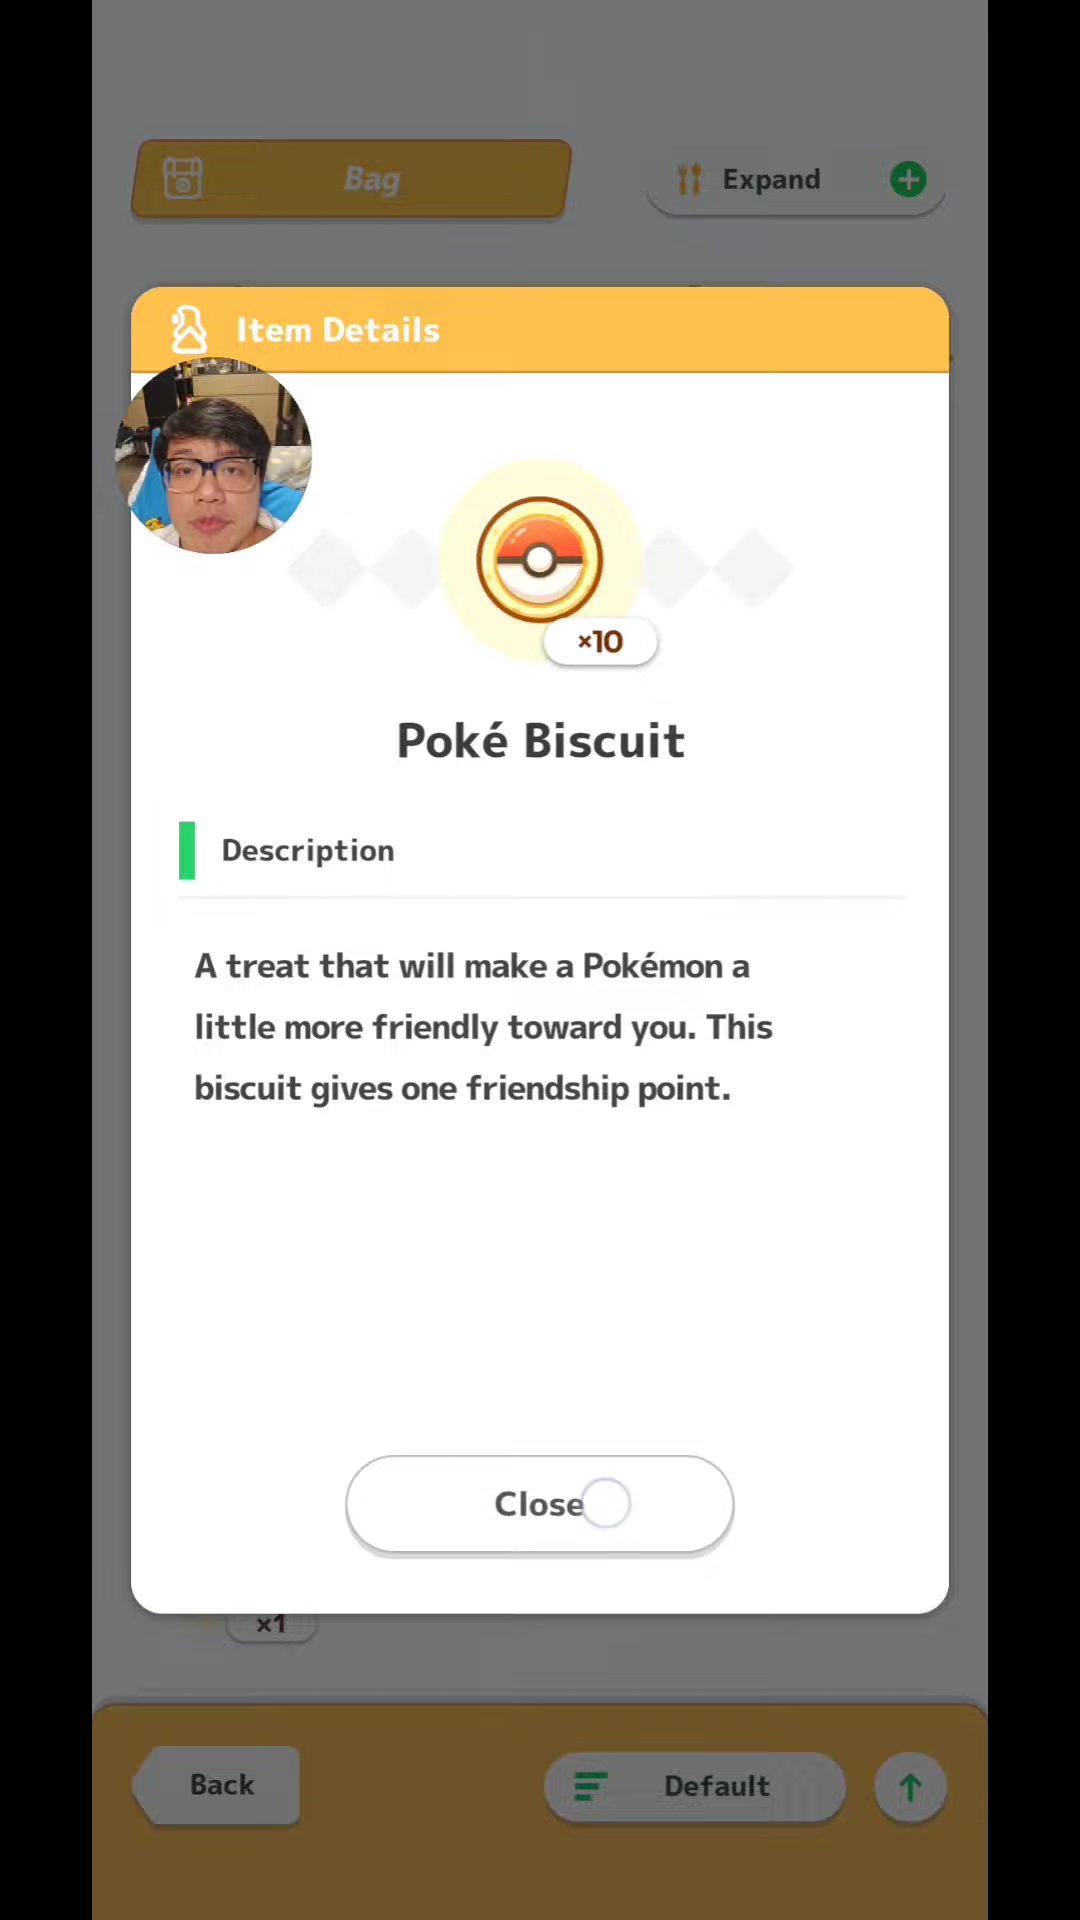 Bag
Expand
Item Details
×10
Poké Biscuit
Description
A treat that will make a Pokémon a
little more friendly toward you. This
biscuit gives one friendship point.
Close
×1
Back
Default